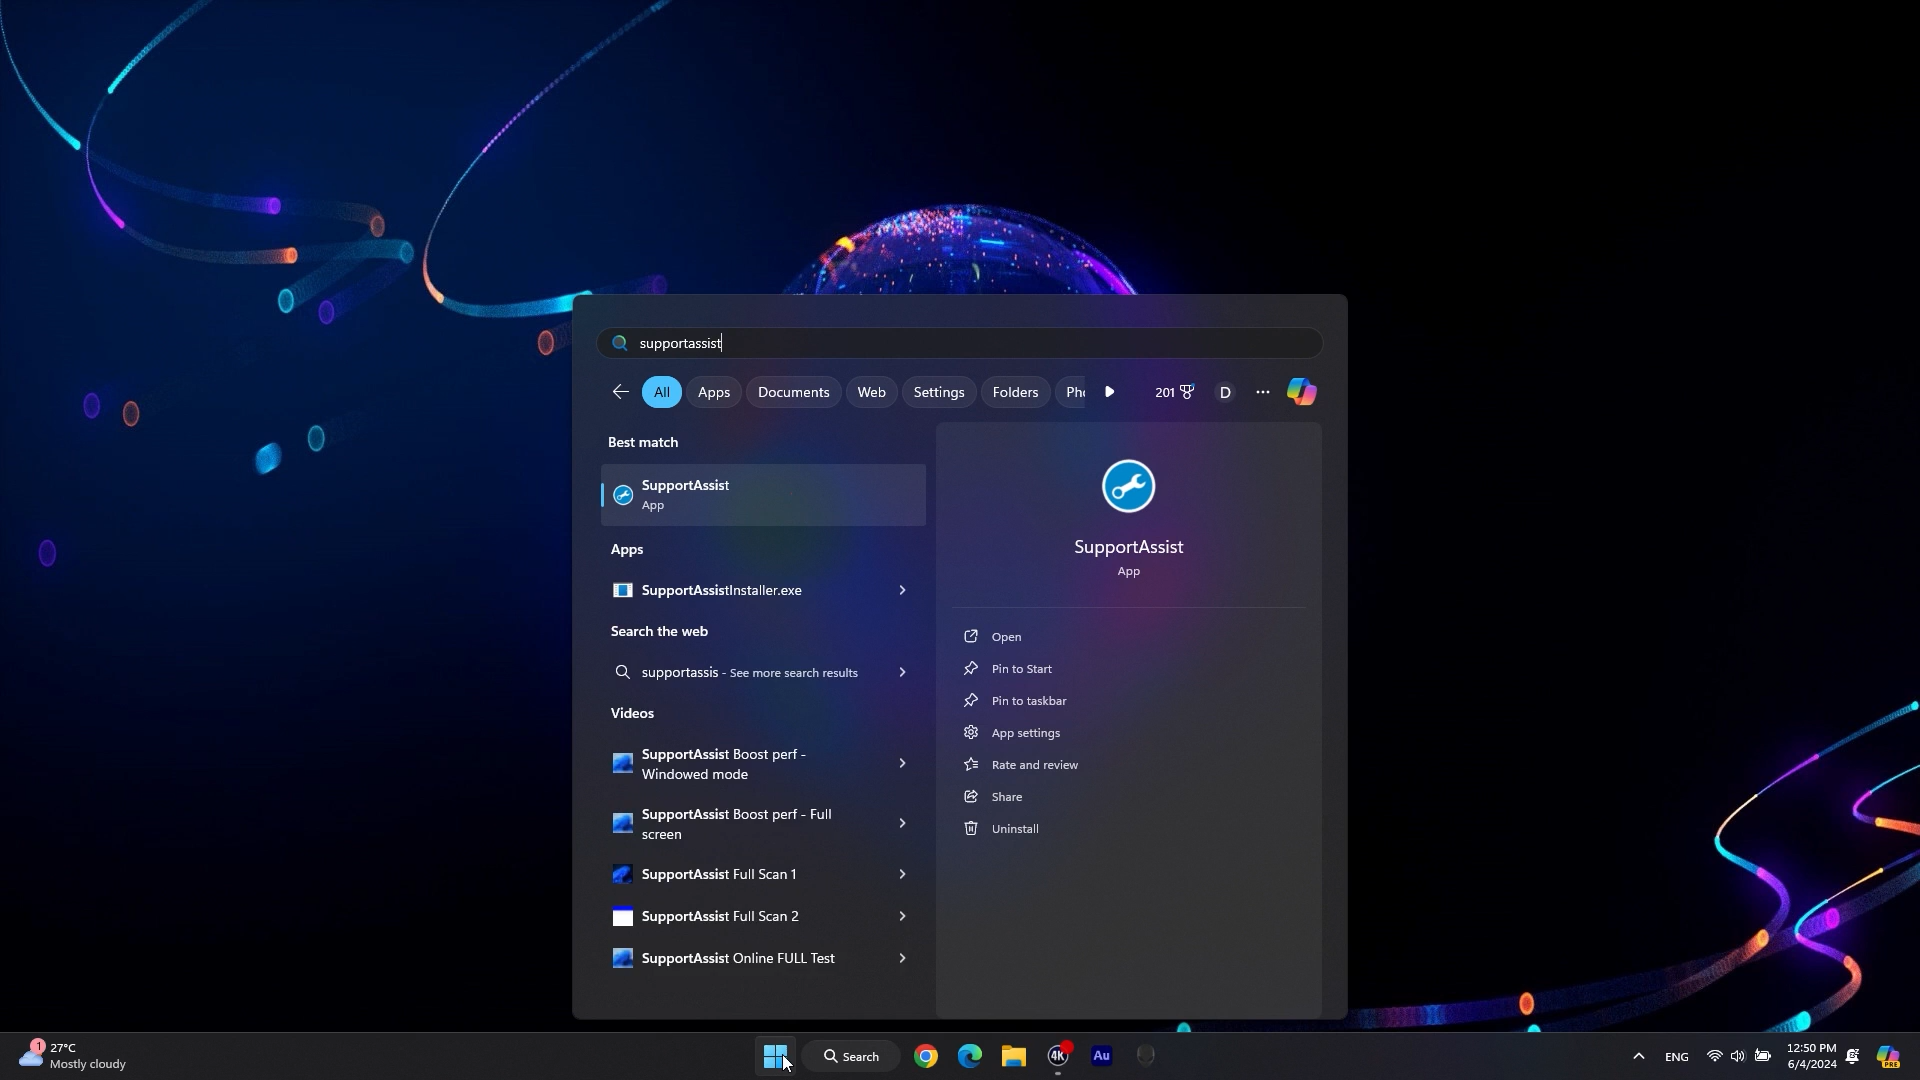 supportassist
All
Apps
Documents
Web
Settings
Folders
Pho
201
D
Best match
SupportAssist
App
Apps
SupportAssistInstaller.exe
Search the web
supportassis - See more search results
Videos
SupportAssist Boost perf -
Windowed mode
SupportAssist Boost perf - Full
screen
SupportAssist Full Scan 1
SupportAssist Full Scan 2
SupportAssist Online FULL Test
SupportAssist
App
Open
Pin to Start
Pin to taskbar
App settings
Rate and review
Share
Uninstall
1
27°C
Mostly cloudy
Search
4K
Au
ENG
12:50 PM
6/4/2024
PRE